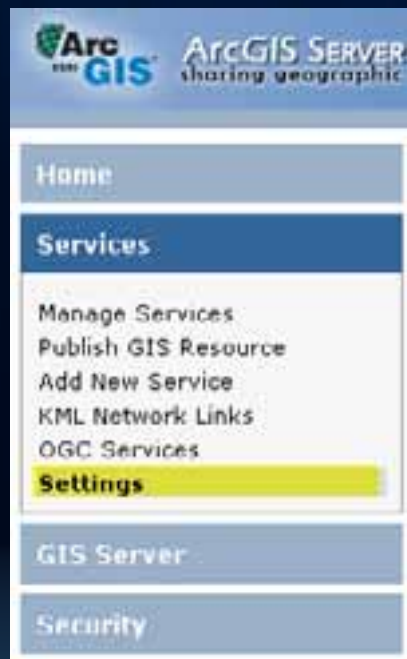 Arc
ESRI GIS
ArcGIS SERVER
sharing geographic
Home
Services
Manage Services
Publish GIS Resource
Add New Service
KML Network Links
OGC Services
Settings
GIS Server
Security